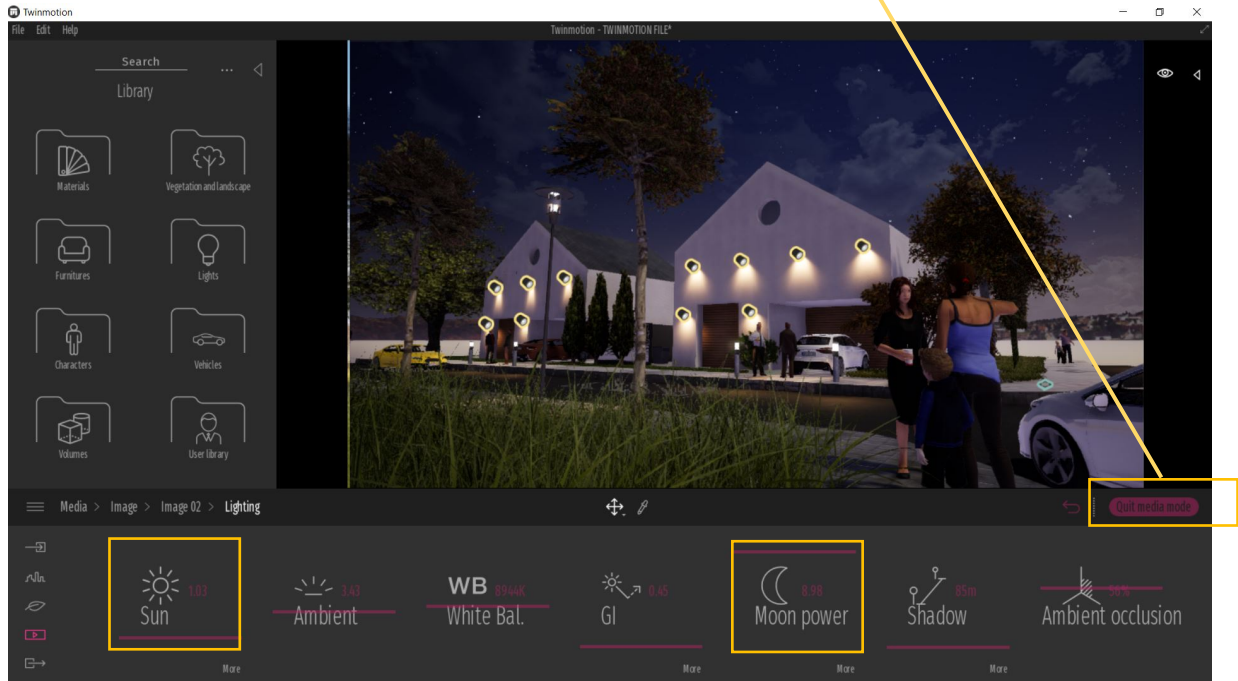 Twinmotion
File Edit Help
Twinmotion - TWINMOTION FILE*
Search
...
Library
Materials
Vegetation and landscape
Furnitures
Lights
Characters
Vehicles
Volumes
User library
Media > Image > Image 02 > Lighting
Quit media mode
1.03
Sun
More
3.43
Ambient
WB 8944K
White Bal.
0.45
GI
More
8.98
Moon power
More
85m
Shadow
More
56%
Ambient occlusion